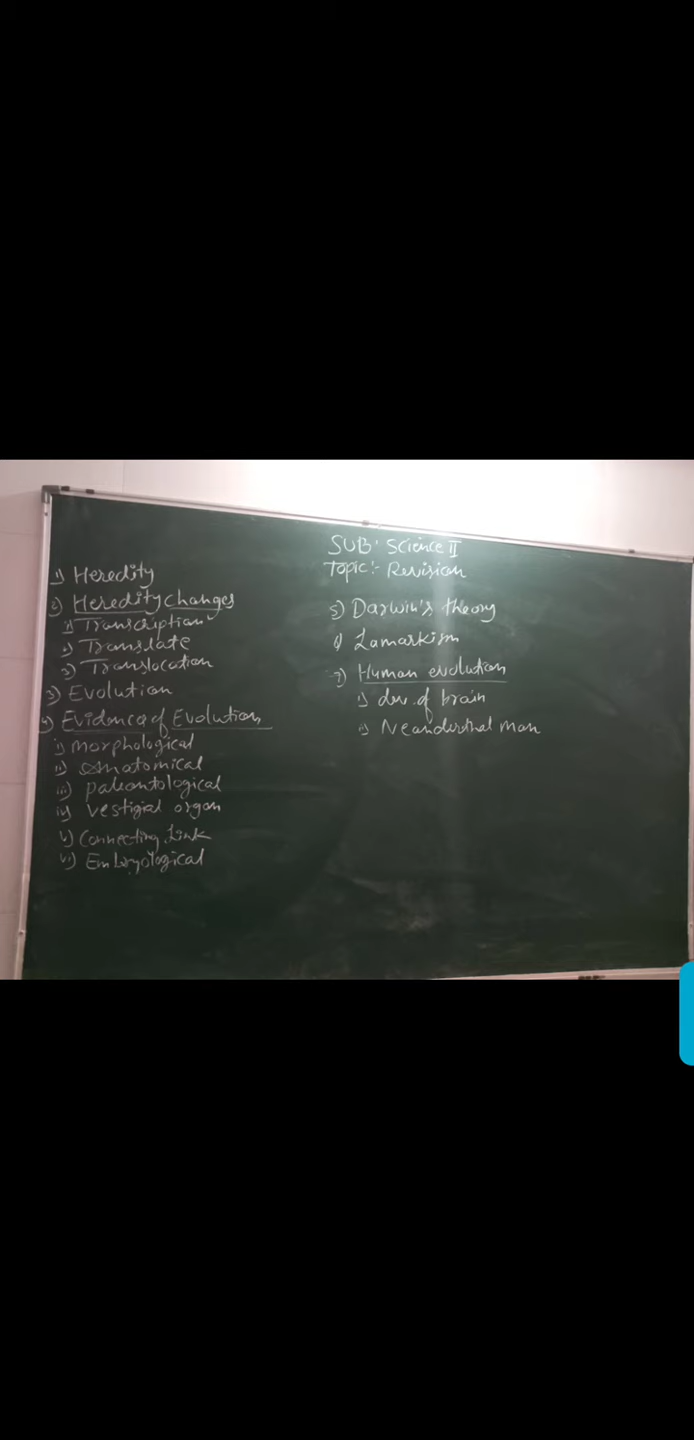 SUB: Science II
Topic:- Revision
1) Heredity
2) Heredity changes
1) Transcription
2) Translate
3) Translocation
3) Evolution
4) Evidence of Evolution
i) morphological
ii) anatomical
iii) paleontological
iv) vestigial organ
v) Connecting Link
vi) Embryological
5) Darwin's theory
6) Lamarkism
7) Human evolution
i) dev. of brain
ii) Neanderthal man